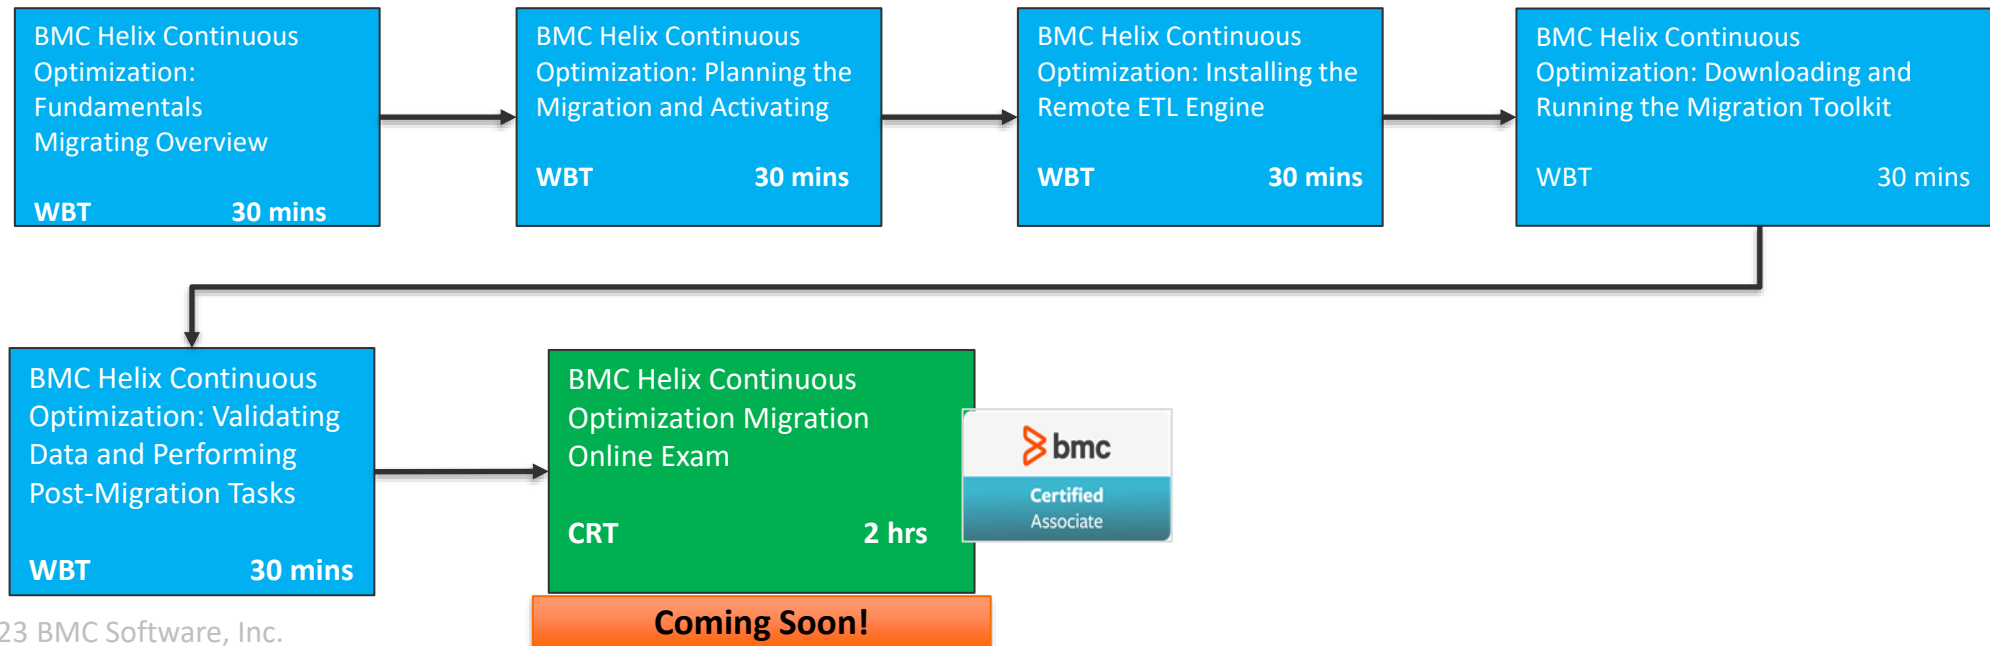 BMC Helix Continuous
Optimization:
Fundamentals
Migrating Overview
WBT 30 mins
BMC Helix Continuous
Optimization: Planning the
Migration and Activating
WBT 30 mins
BMC Helix Continuous
Optimization: Installing the
Remote ETL Engine
WBT 30 mins
BMC Helix Continuous
Optimization: Downloading and
Running the Migration Toolkit
WBT 30 mins
BMC Helix Continuous
Optimization: Validating
Data and Performing
Post-Migration Tasks
WBT 30 mins
BMC Helix Continuous
Optimization Migration
Online Exam
CRT 2 hrs
bmc
Certified
Associate
Coming Soon!
23 BMC Software, Inc.